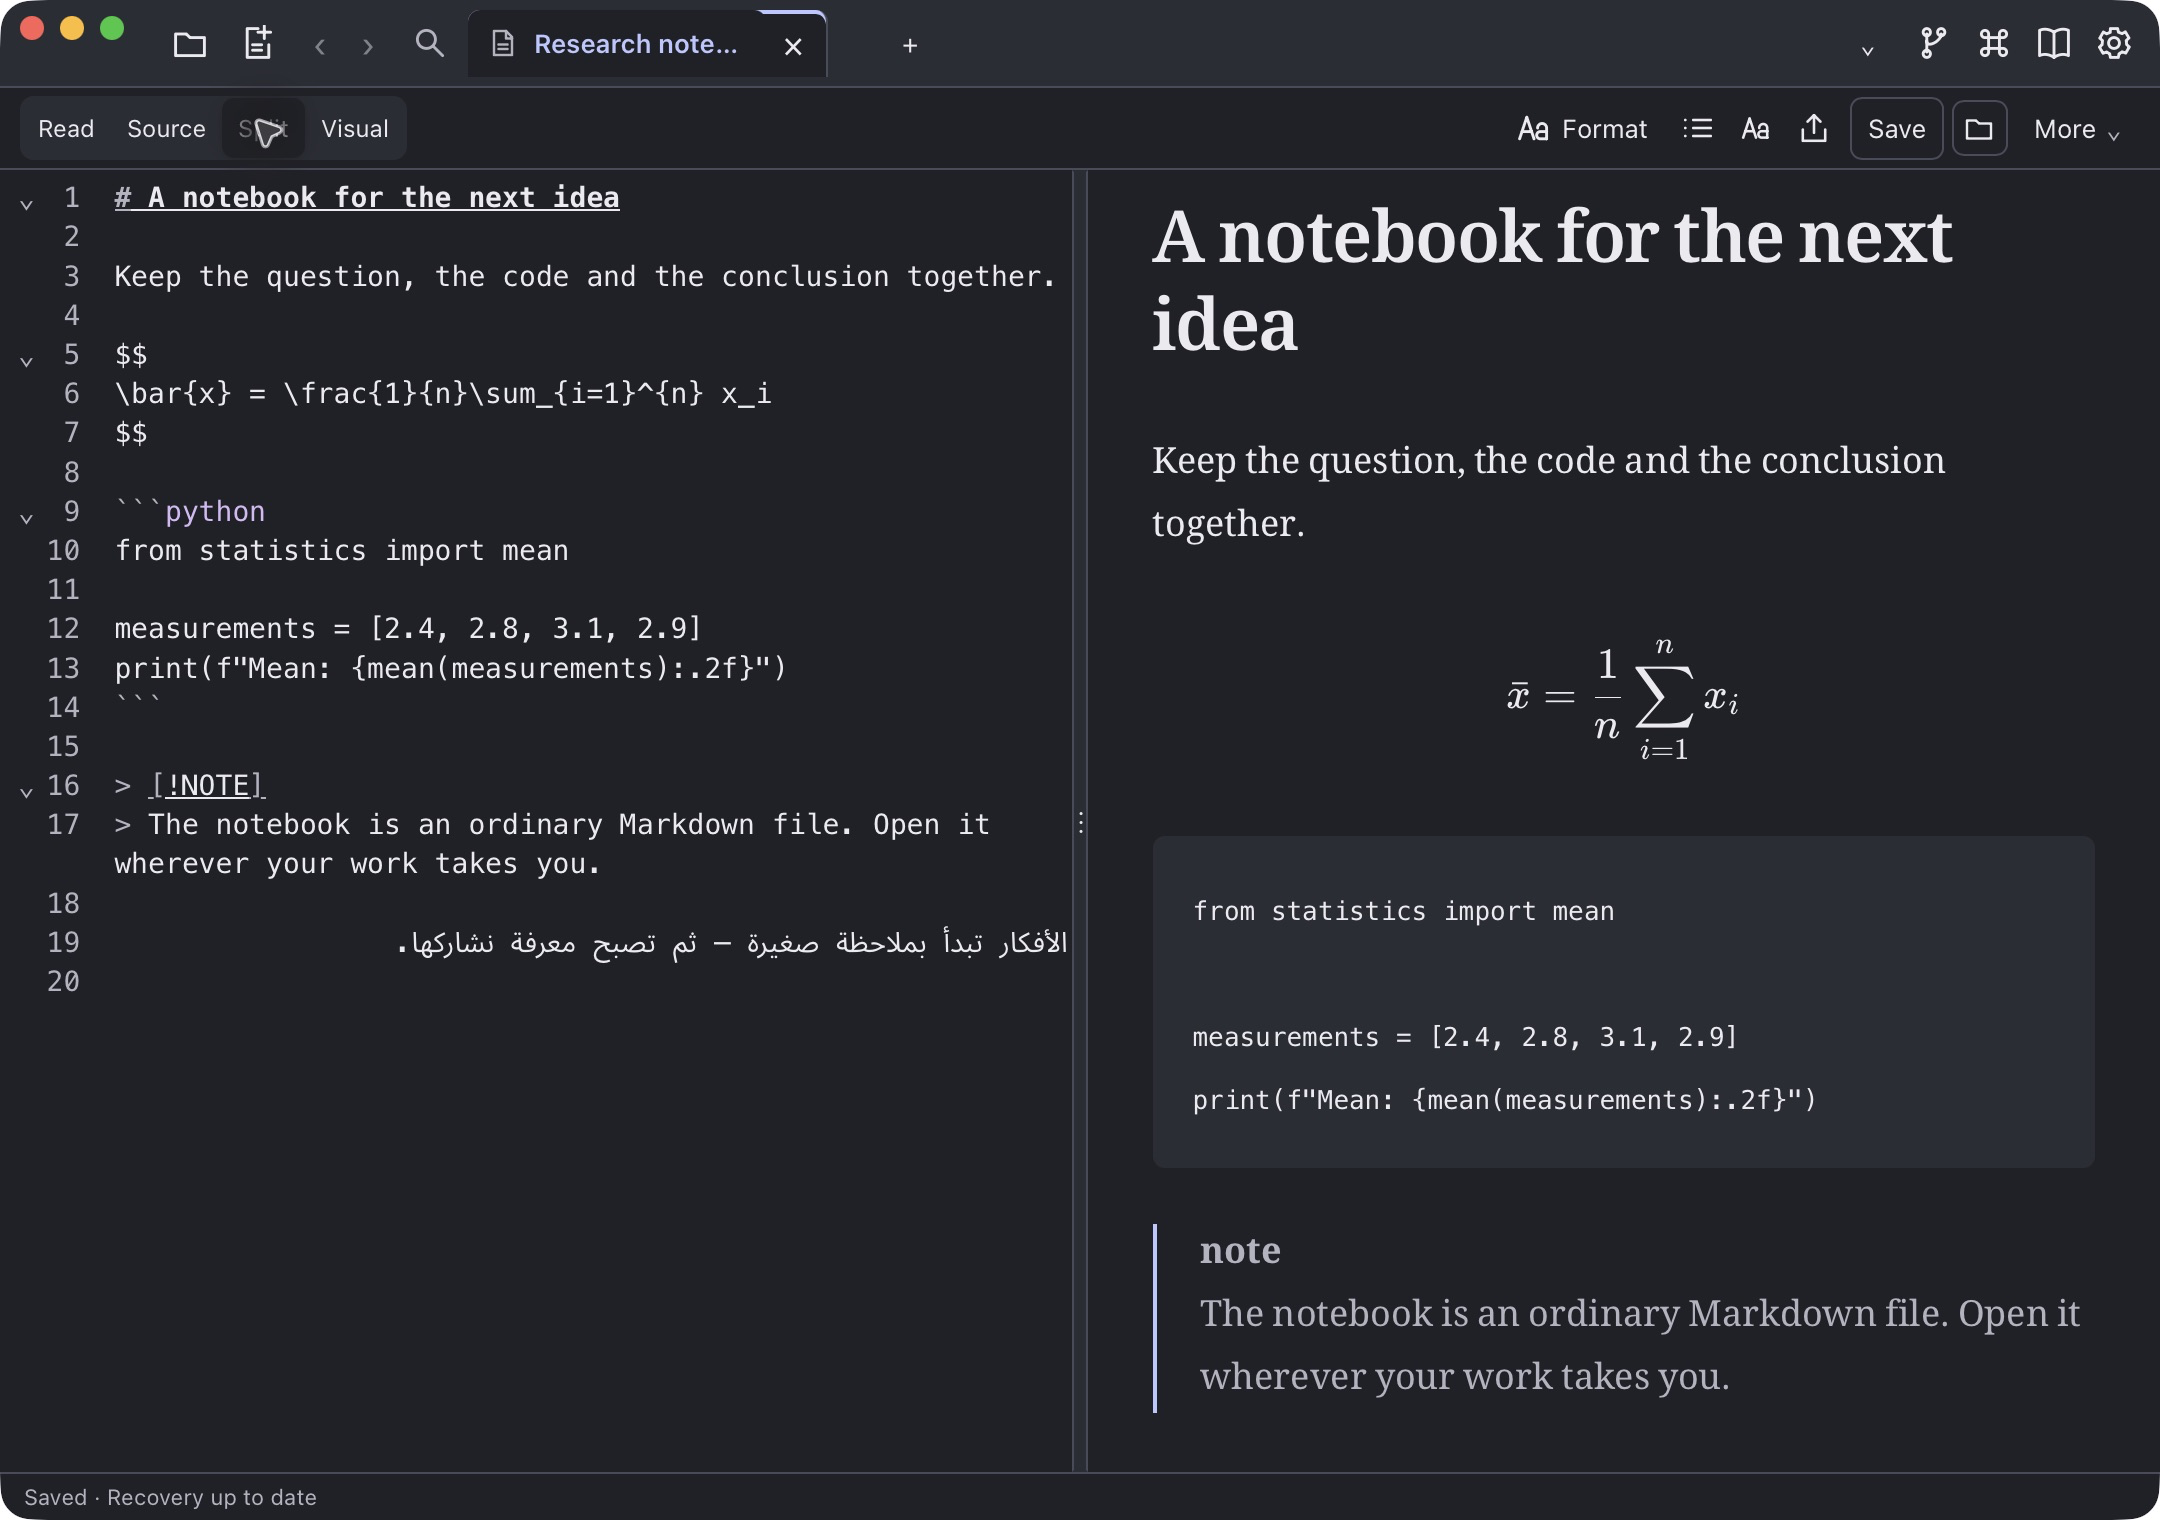 Research note...
Read
Source
Split
Visual
Aa Format
Aa
Save
More
1 # A notebook for the next idea
2
3 Keep the question, the code and the conclusion together.
4
5 $$
6 \bar{x} = \frac{1}{n}\sum_{i=1}^{n} x_i
7 $$
8
9 ```python
10 from statistics import mean
11
12 measurements = [2.4, 2.8, 3.1, 2.9]
13 print(f"Mean: {mean(measurements):.2f}")
14 ```
15
16 > [!NOTE]
17 > The notebook is an ordinary Markdown file. Open it
wherever your work takes you.
18
19 الأفكار تبدأ بملاحظة صغيرة — ثم تصبح معرفة نشاركها.
20
A notebook for the next
idea
Keep the question, the code and the conclusion
together.
x̄ = 1/n ∑_{i=1}^{n} x_i
from statistics import mean
measurements = [2.4, 2.8, 3.1, 2.9]
print(f"Mean: {mean(measurements):.2f}")
note
The notebook is an ordinary Markdown file. Open it
wherever your work takes you.
Saved · Recovery up to date